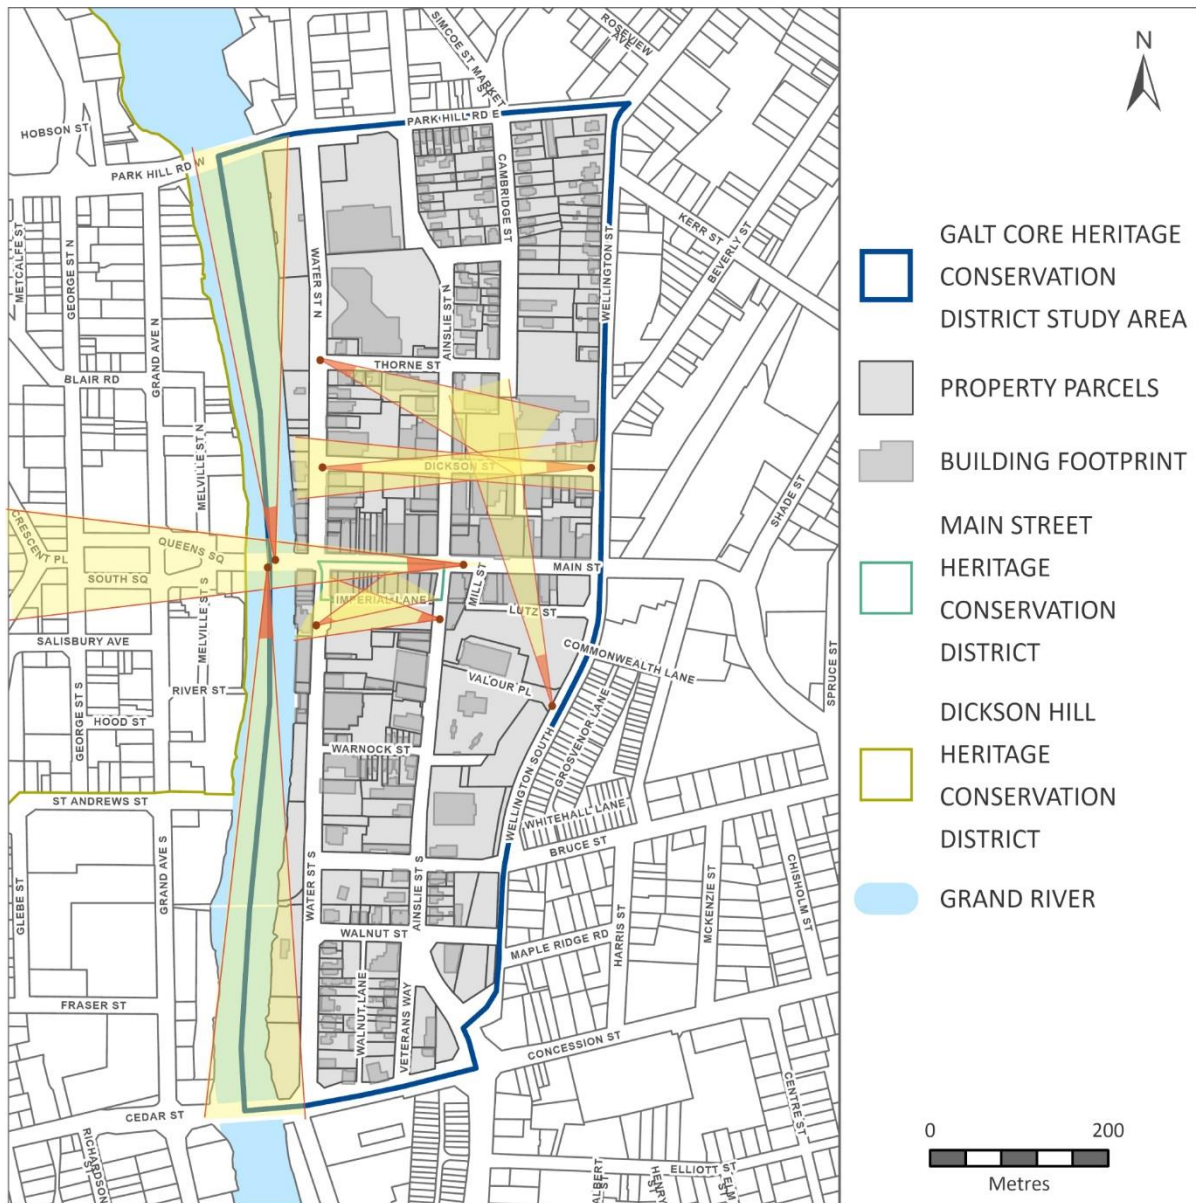 SIMCOE ST
MARKET ST
ROSEVIEW AVE
HOBSON ST
PARK HILL RD E
PARK HILL RD W
CAMBRIDGE ST
KERR ST
BEVERLY ST
WELLINGTON ST
METCALFE ST
GEORGE ST N
GRAND AVE N
WATER ST N
AINSLIE ST N
THORNE ST
BLAIR RD
MELVILLE ST N
DICKSON ST
SHADE ST
CRESCENT PL
QUEENS SQ
SOUTH SQ
MAIN ST
MILL ST
IMPERIAL LANE
LUTZ ST
SALISBURY AVE
MELVILLE ST S
COMMONWEALTH LANE
SPRUCE ST
RIVER ST
VALOUR PL
GEORGE ST S
HOOD ST
WARNOCK ST
GROSVENOR LANE
WELLINGTON SOUTH
ST ANDREWS ST
WHITEHALL LANE
BRUCE ST
GLEBE ST
GRAND AVE S
WATER ST S
AINSLIE ST S
MCKENZIE ST
CHISHOLM ST
HARRIS ST
WALNUT ST
MAPLE RIDGE RD
FRASER ST
WALNUT LANE
VETERANS WAY
CONCESSION ST
CEDAR ST
CENTRE ST
RICHARDSON ST
ELLIOTT ST
ALBERT ST
HENRY ST
ELM ST
N
GALT CORE HERITAGE
CONSERVATION
DISTRICT STUDY AREA
PROPERTY PARCELS
BUILDING FOOTPRINT
MAIN STREET
HERITAGE
CONSERVATION
DISTRICT
DICKSON HILL
HERITAGE
CONSERVATION
DISTRICT
GRAND RIVER
0 200
Metres